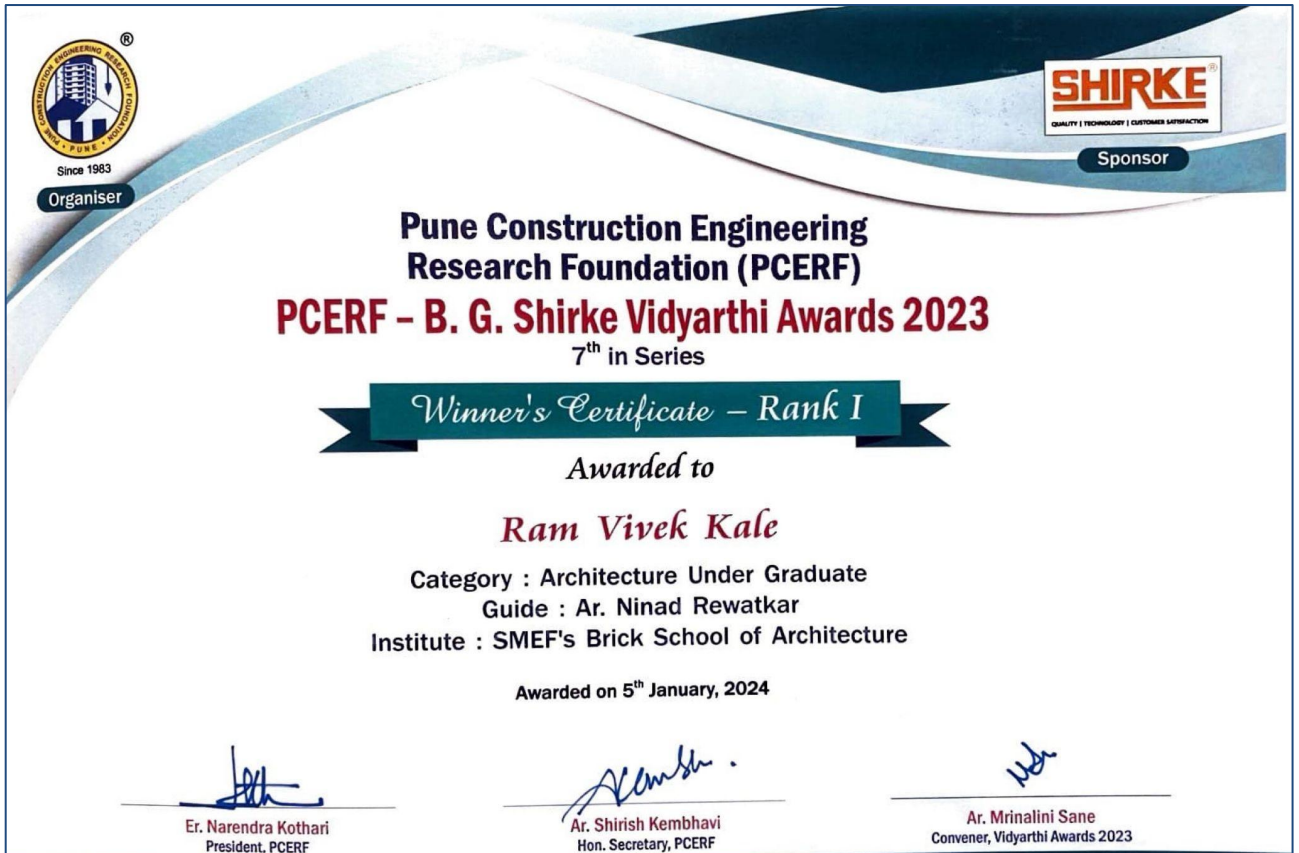 PUNE CONSTRUCTION ENGINEERING RESEARCH FOUNDATION
• PUNE •
®
Since 1983
Organiser
SHIRKE®
QUALITY | TECHNOLOGY | CUSTOMER SATISFACTION
Sponsor
Pune Construction Engineering
Research Foundation (PCERF)
PCERF – B. G. Shirke Vidyarthi Awards 2023
7th in Series
Winner's Certificate – Rank I
Awarded to
Ram Vivek Kale
Category : Architecture Under Graduate
Guide : Ar. Ninad Rewatkar
Institute : SMEF's Brick School of Architecture
Awarded on 5th January, 2024
Er. Narendra Kothari
President, PCERF
Ar. Shirish Kembhavi
Hon. Secretary, PCERF
Ar. Mrinalini Sane
Convener, Vidyarthi Awards 2023